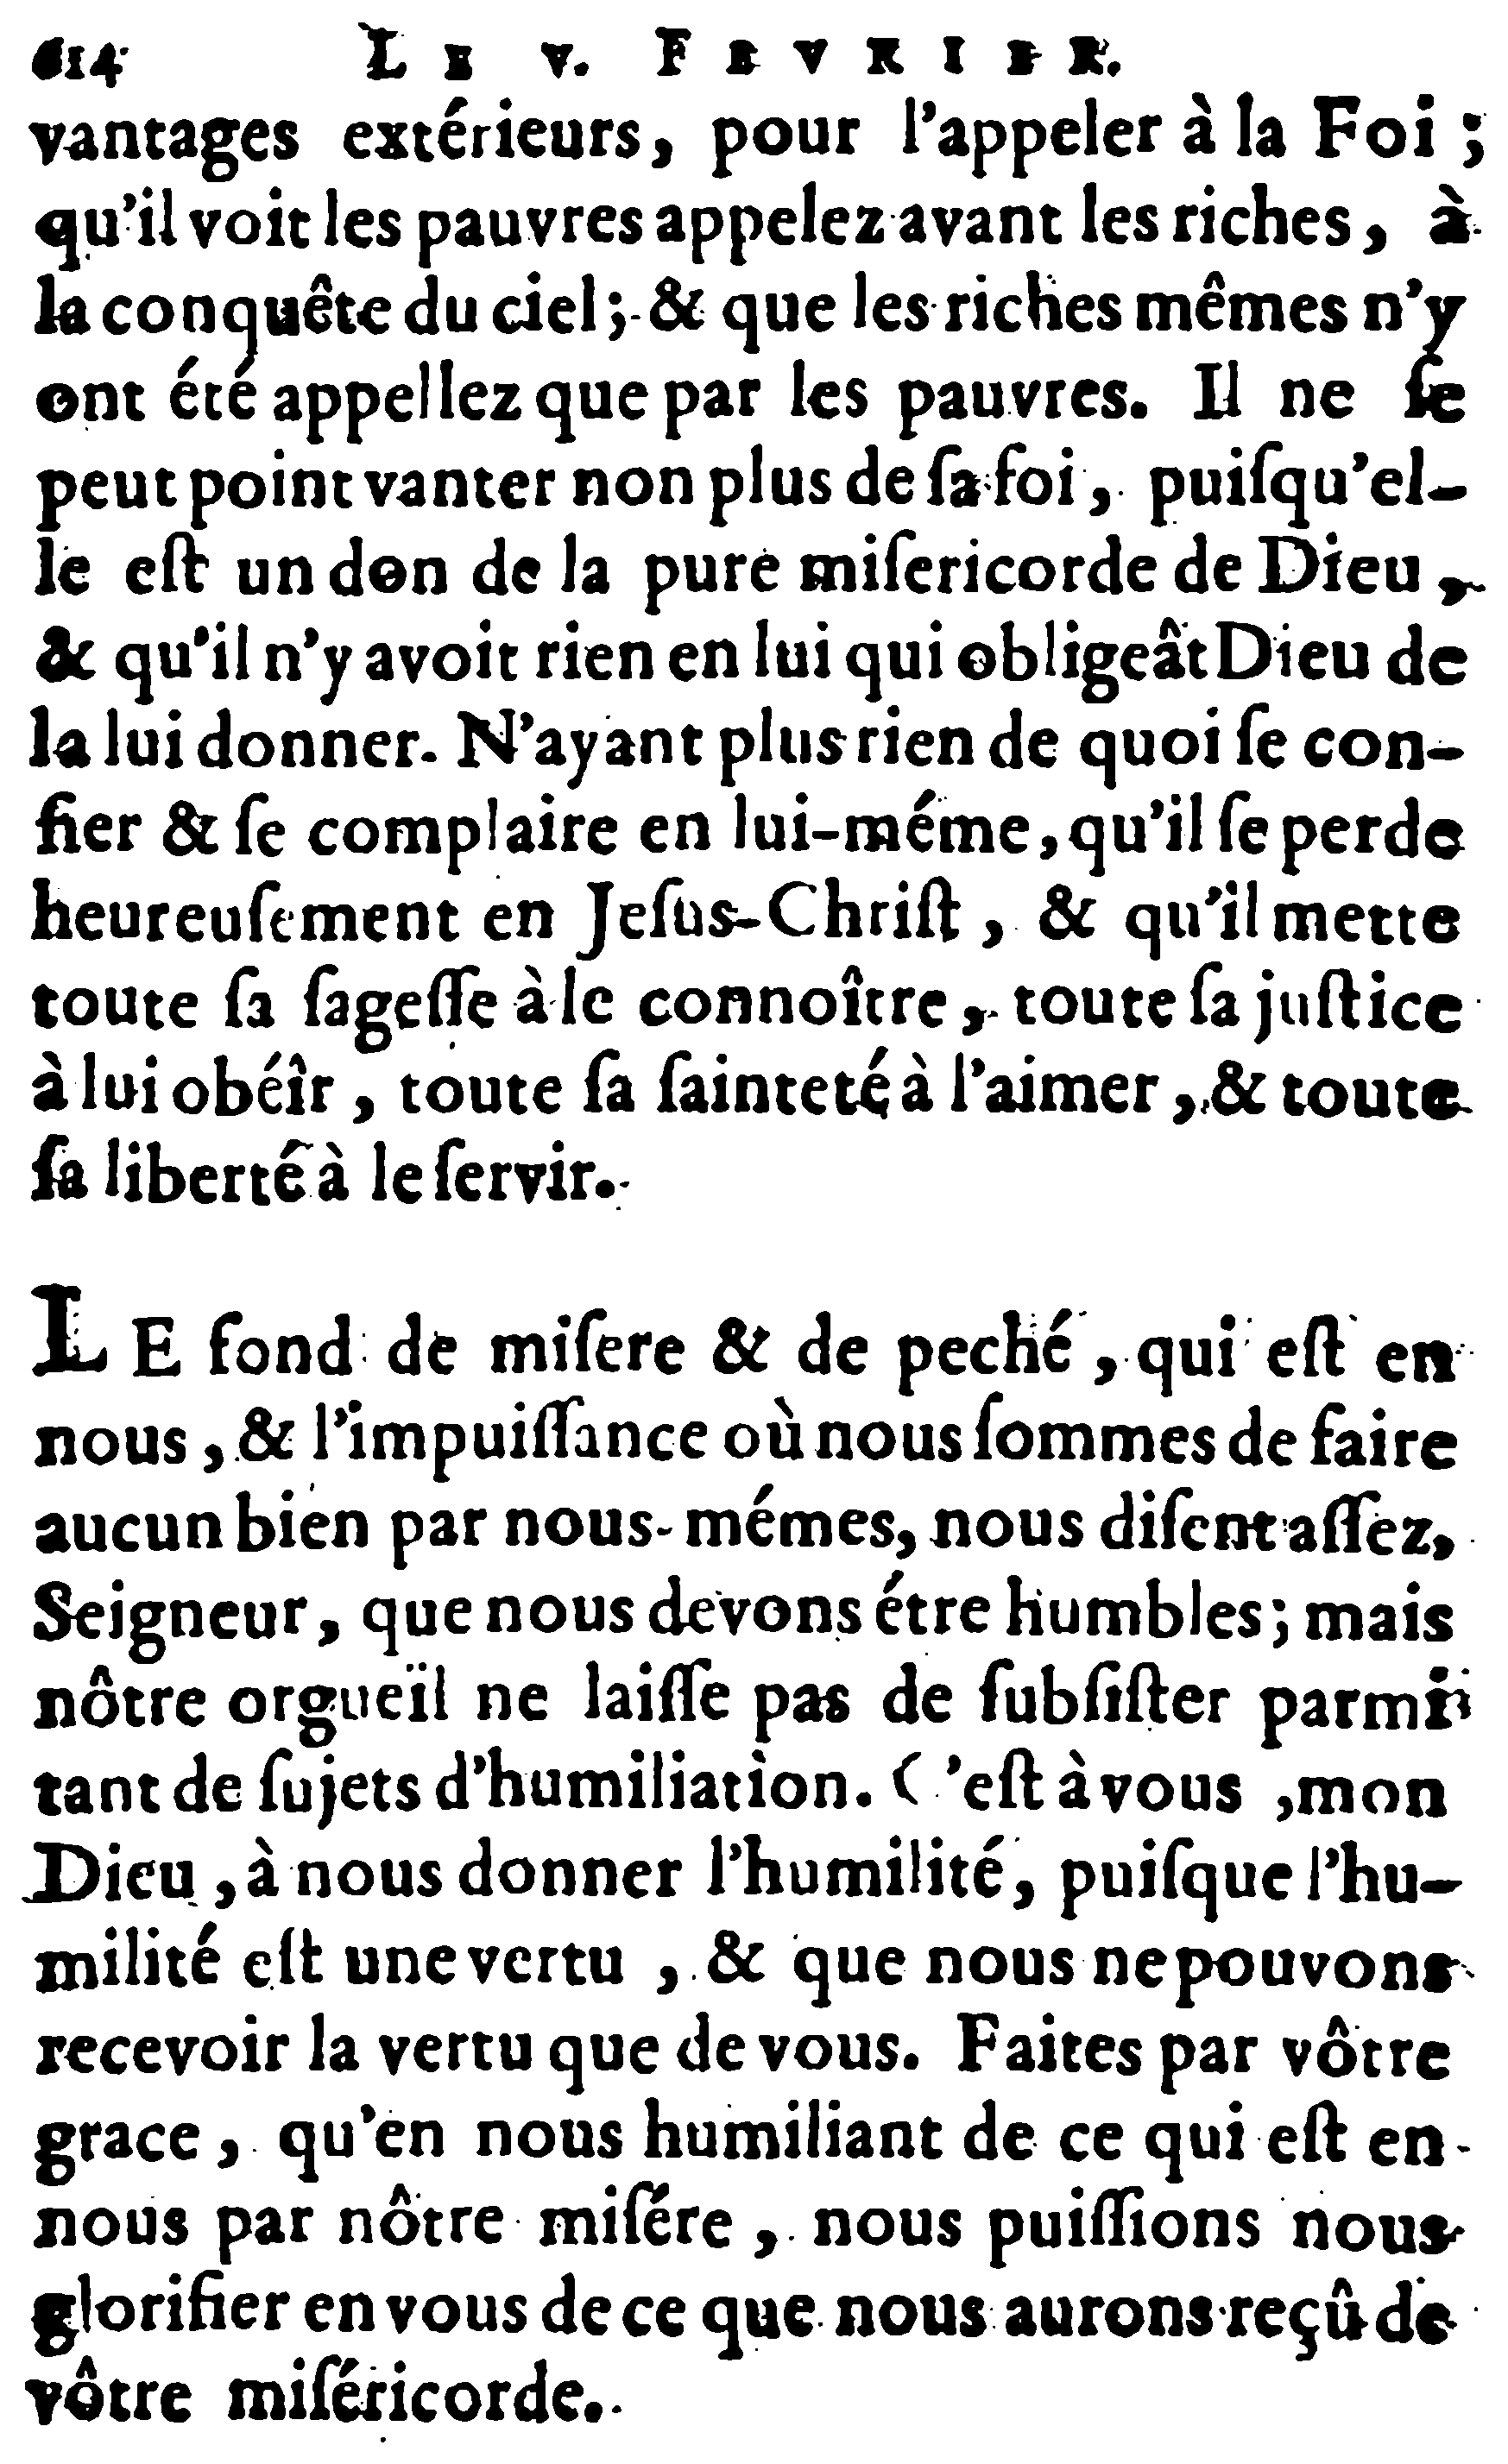 614 LE V. FEVRIER.
vantages extérieurs, pour l'appeler à la Foi ;
qu'il voit les pauvres appelez avant les riches, à
la conquête du ciel ; & que les riches mêmes n'y
ont été appellez que par les pauvres. Il ne ſe
peut point vanter non plus de ſa foi, puiſqu'el-
le eſt un don de la pure miſericorde de Dieu,
& qu'il n'y avoit rien en lui qui obligeât Dieu de
la lui donner. N'ayant plus rien de quoi ſe con-
fier & ſe complaire en lui-méme, qu'il ſe perde
heureuſement en Jeſus-Chriſt, & qu'il mette
toute ſa ſageſſe à le connoître, toute ſa juſtice
à lui obéîr, toute ſa ſainteté à l'aimer, & toute
ſa liberté à le ſervir.
LE fond de miſere & de peché, qui eſt en
nous, & l'impuiſſance où nous ſommes de faire
aucun bien par nous-mémes, nous diſent aſſez,
Seigneur, que nous devons étre humbles; mais
nôtre orgueïl ne laiſſe pas de ſubſiſter parmi
tant de ſujets d'humiliation. C'eſt à vous, mon
Dieu, à nous donner l'humilité, puiſque l'hu-
milité eſt une vertu, & que nous ne pouvons
recevoir la vertu que de vous. Faites par vôtre
grace, qu'en nous humiliant de ce qui eſt en
nous par nôtre miſére, nous puiſſions nous
glorifier en vous de ce que nous aurons reçû de
vôtre miſéricorde.